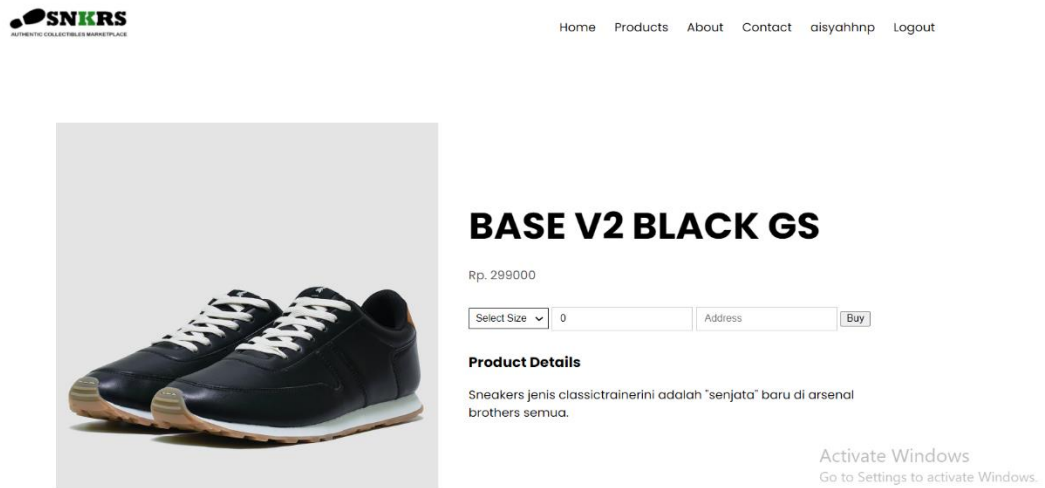 SNKRS
AUTHENTIC COLLECTIBLES MARKETPLACE
Home Products About Contact aisyahhnp Logout
BASE V2 BLACK GS
Rp. 299000
Select Size 0 Address Buy
Product Details
Sneakers jenis classictrainerini adalah "senjata" baru di arsenal
brothers semua.
Activate Windows
Go to Settings to activate Windows.